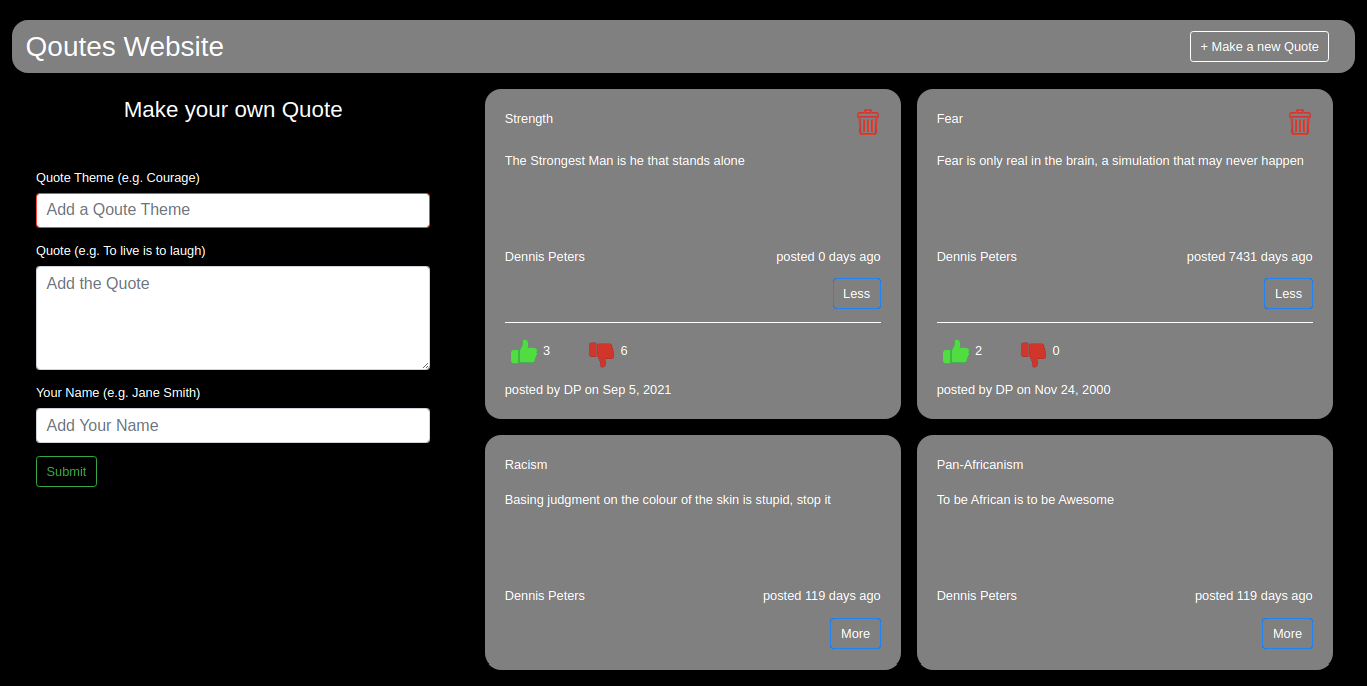 Qoutes Website
+ Make a new Quote
Make your own Quote
Quote Theme (e.g. Courage)
Add a Qoute Theme
Quote (e.g. To live is to laugh)
Add the Quote
Your Name (e.g. Jane Smith)
Add Your Name
Submit
Strength
The Strongest Man is he that stands alone
Dennis Peters
posted 0 days ago
Less
3
6
posted by DP on Sep 5, 2021
Fear
Fear is only real in the brain, a simulation that may never happen
Dennis Peters
posted 7431 days ago
Less
2
0
posted by DP on Nov 24, 2000
Racism
Basing judgment on the colour of the skin is stupid, stop it
Dennis Peters
posted 119 days ago
More
Pan-Africanism
To be African is to be Awesome
Dennis Peters
posted 119 days ago
More